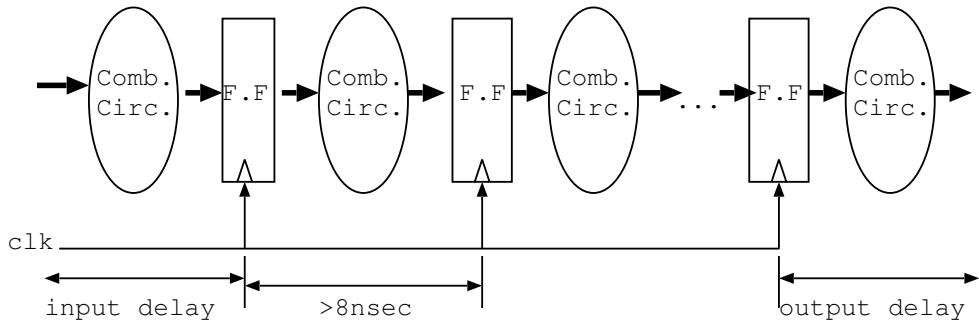 Comb.
Circ.
F.F
Comb.
Circ.
F.F
Comb.
Circ.
...
F.F
Comb.
Circ.
clk
input delay
>8nsec
output delay